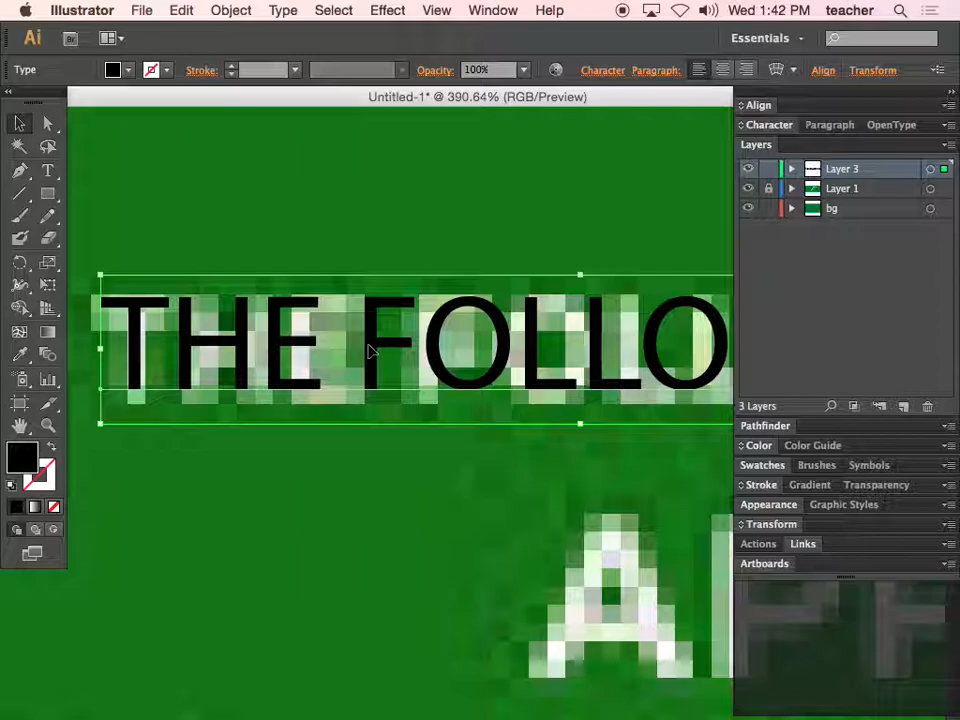 Illustrator File Edit Object Type Select Effect View Window Help Wed 1:42 PM teacher
Ai Br Essentials
Type Stroke: Opacity: 100% Character Paragraph: Align Transform
Untitled-1* @ 390.64% (RGB/Preview)
Align
Character Paragraph OpenType
Layers
Layer 3
Layer 1
bg
3 Layers
Pathfinder
Color Color Guide
Swatches Brushes Symbols
Stroke Gradient Transparency
Appearance Graphic Styles
Transform
Actions Links
Artboards
THE FOLLO
A